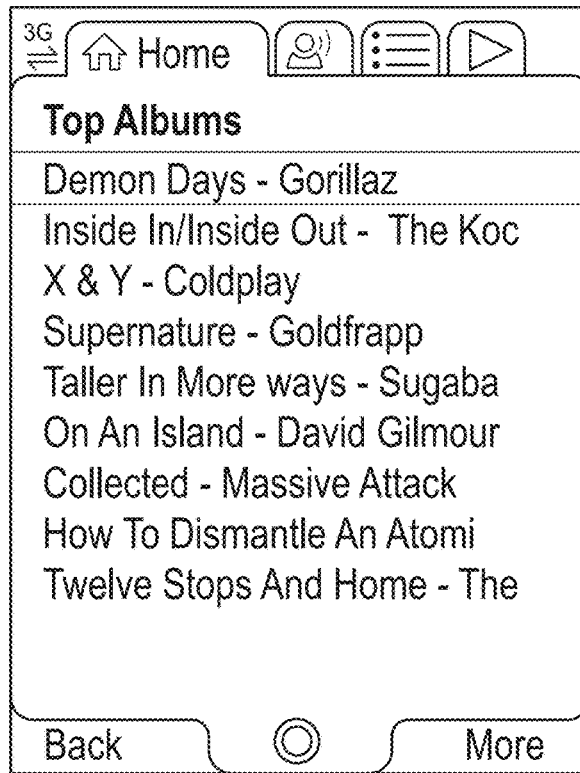 3G
Home
Top Albums
Demon Days - Gorillaz
Inside In/Inside Out - The Koc
X & Y - Coldplay
Supernature - Goldfrapp
Taller In More ways - Sugaba
On An Island - David Gilmour
Collected - Massive Attack
How To Dismantle An Atomi
Twelve Stops And Home - The
Back More